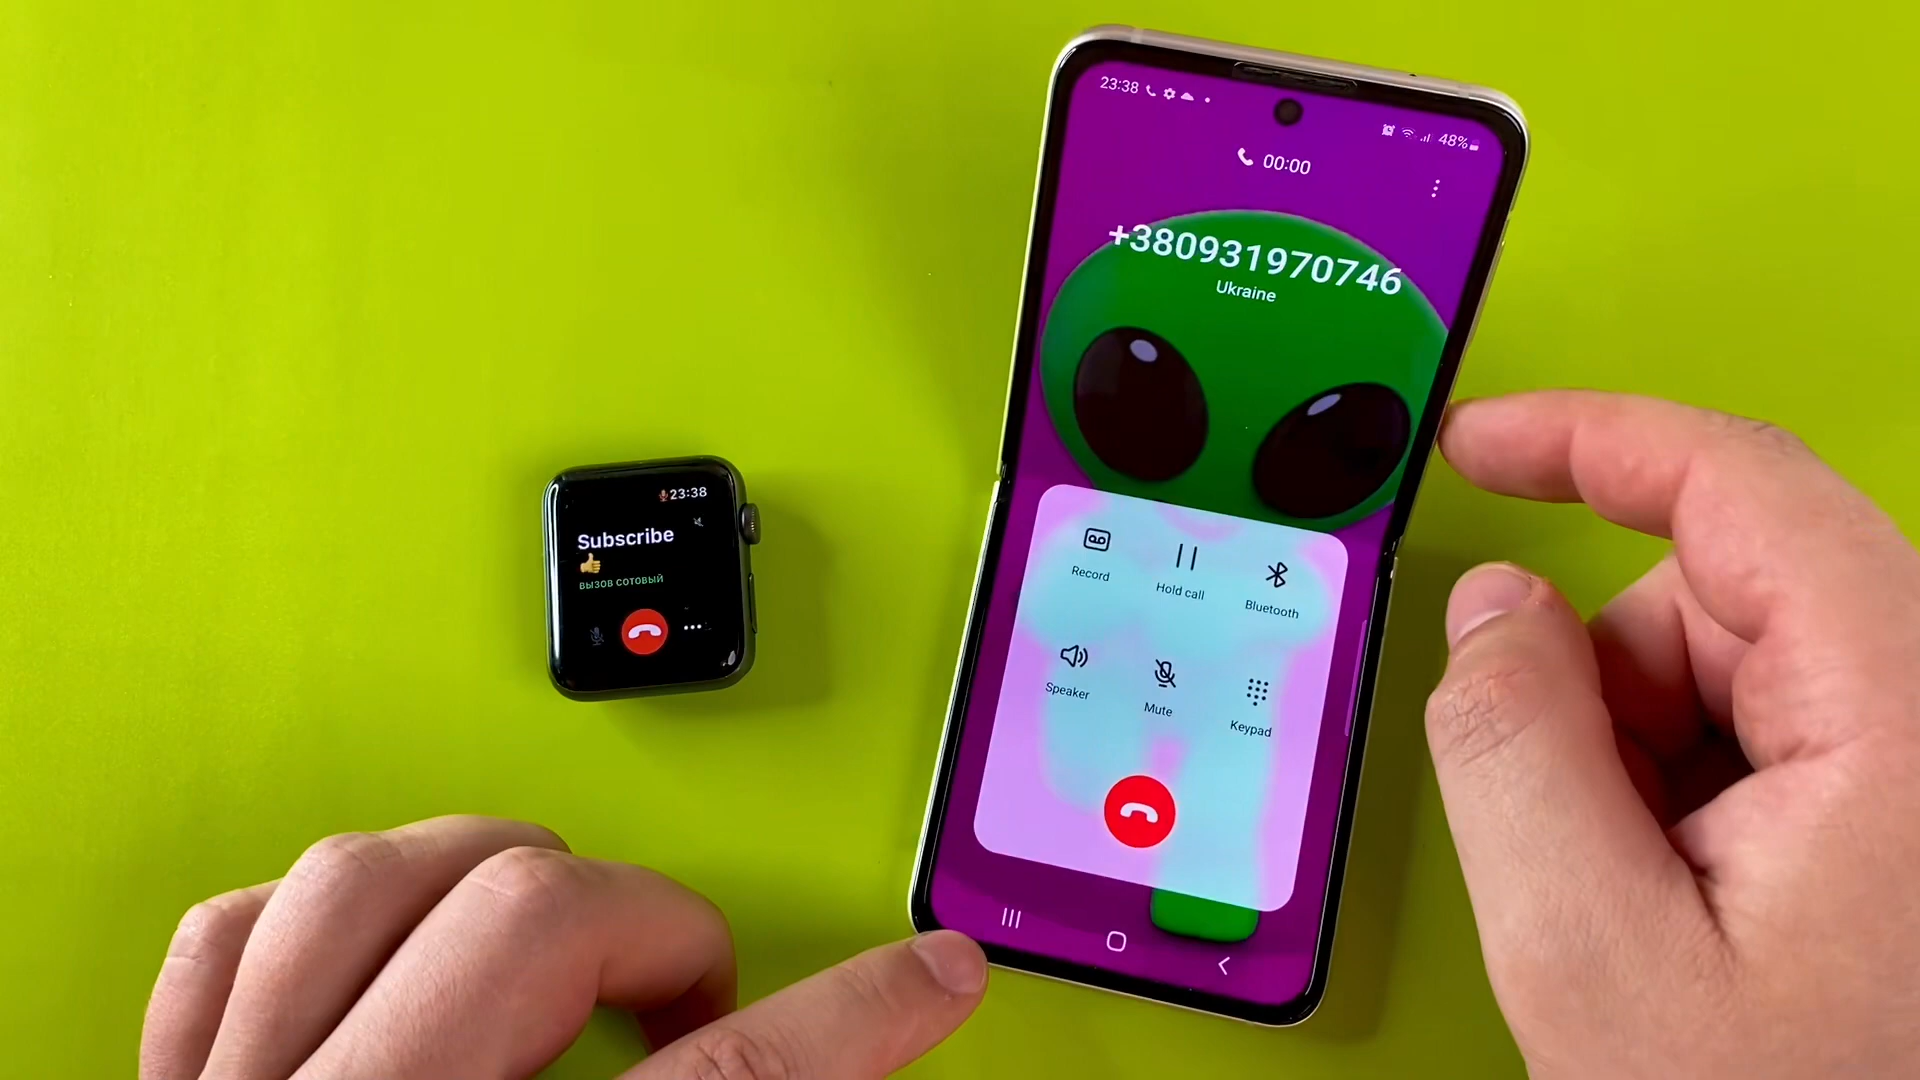 23:38
Subscribe
👍
вызов сотовый
23:38
48%
00:00
+380931970746
Ukraine
Record
Hold call
Bluetooth
Speaker
Mute
Keypad